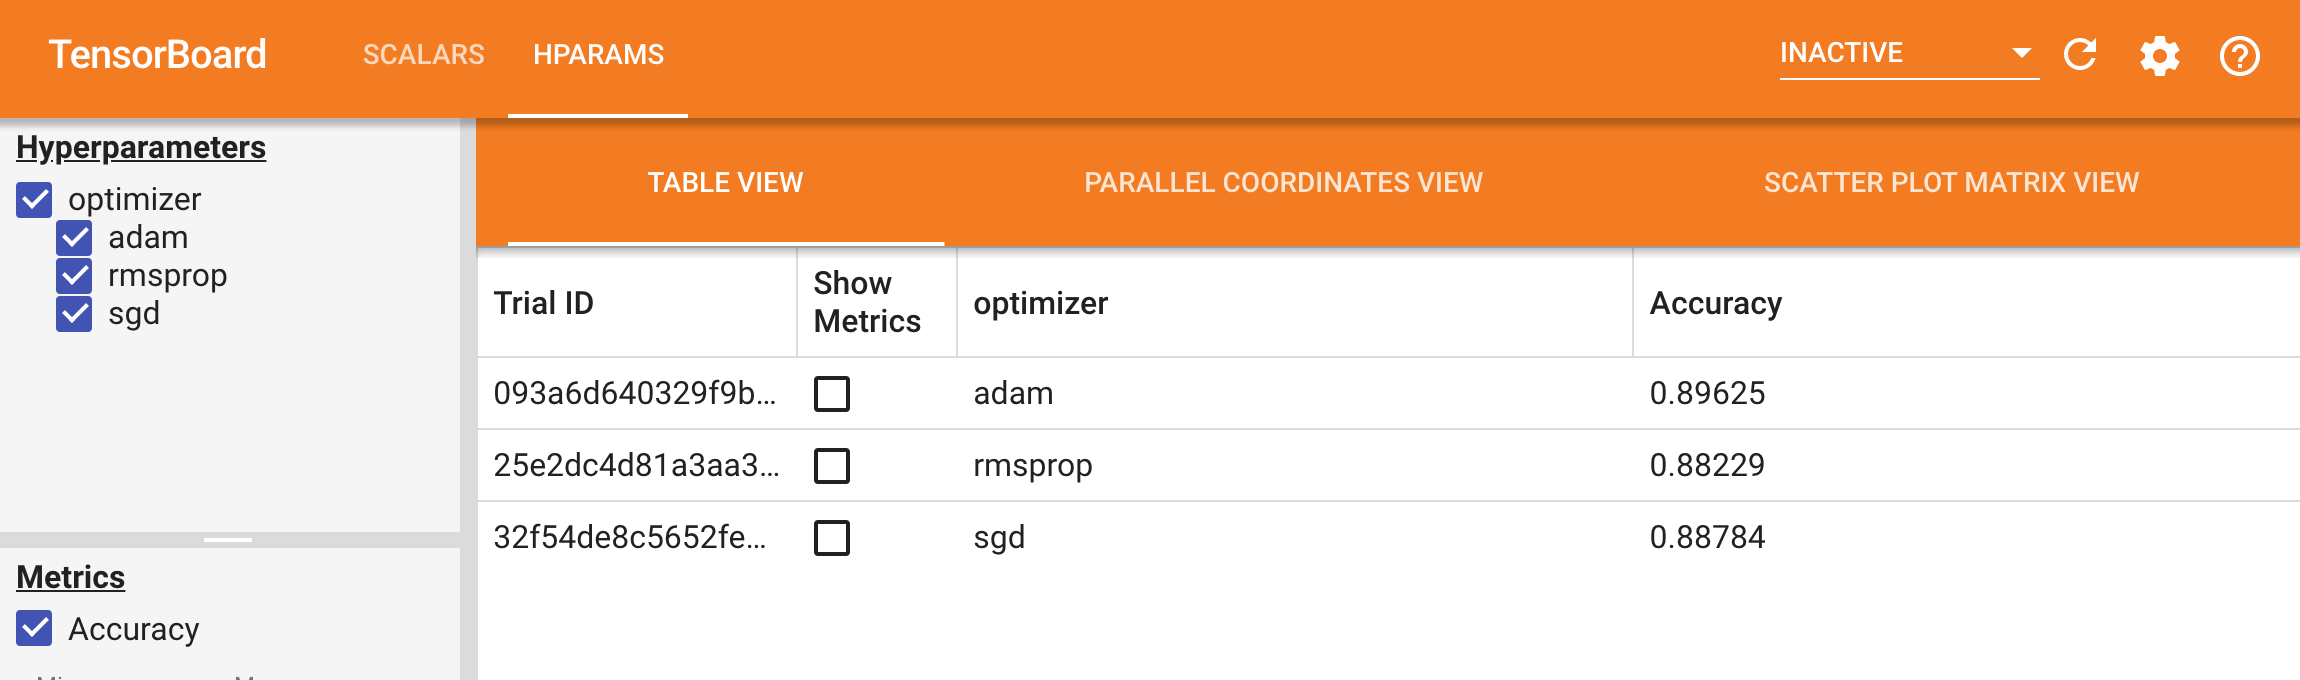 TensorBoard SCALARS HPARAMS INACTIVE
Hyperparameters
optimizer
adam
rmsprop
sgd
Metrics
Accuracy
TABLE VIEW PARALLEL COORDINATES VIEW SCATTER PLOT MATRIX VIEW
Trial ID Show Metrics optimizer Accuracy
093a6d640329f9b... adam 0.89625
25e2dc4d81a3aa3... rmsprop 0.88229
32f54de8c5652fe... sgd 0.88784